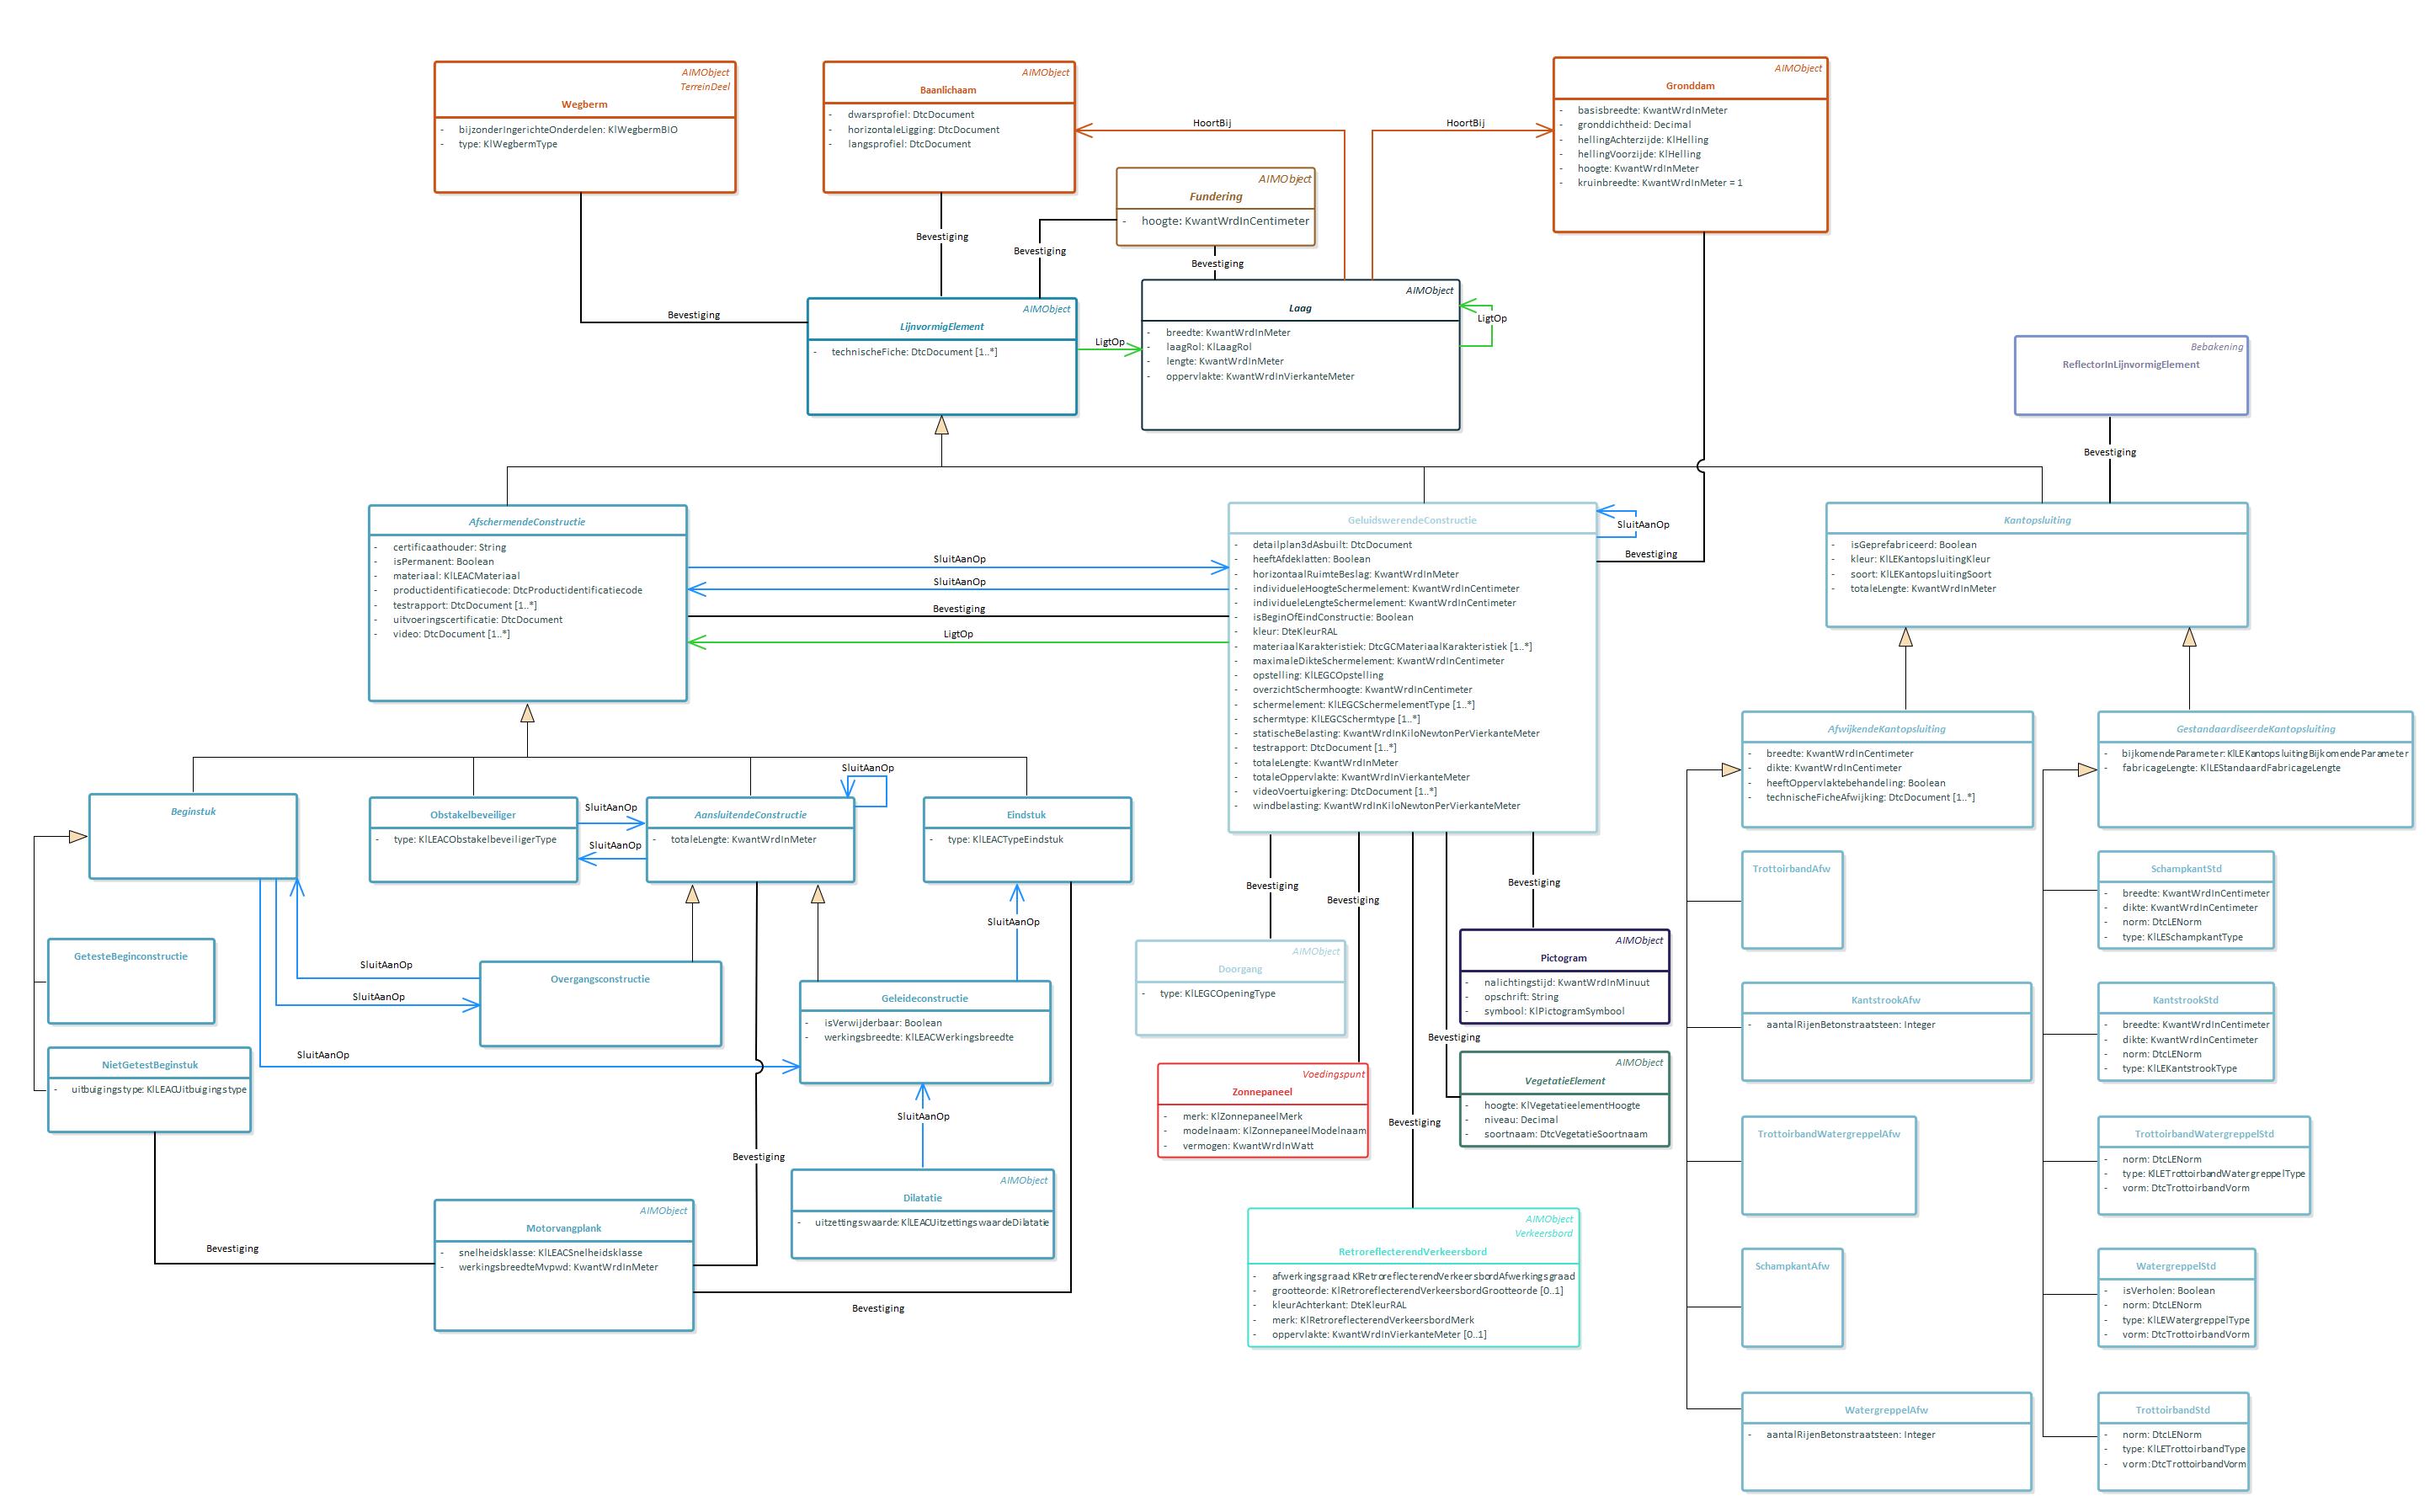 AIMObject
TerreinDeel
Wegberm
- bijzonderIngerichteOnderdelen: KlWegbermBIO
- type: KlWegbermType
AIMObject
Baanlichaam
- dwarsprofiel: DtcDocument
- horizontaleLigging: DtcDocument
- langsprofiel: DtcDocument
AIMObject
Gronddam
- basisbreedte: KwantWrdInMeter
- gronddichtheid: Decimal
- hellingAchterzijde: KlHelling
- hellingVoorzijde: KlHelling
- hoogte: KwantWrdInMeter
- kruinbreedte: KwantWrdInMeter = 1
HoortBij
HoortBij
AIMObject
Fundering
- hoogte: KwantWrdInCentimeter
Bevestiging
Bevestiging
Bevestiging
Bevestiging
AIMObject
LijnvormigElement
- technischeFiche: DtcDocument [1..*]
LigtOp
AIMObject
Laag
- breedte: KwantWrdInMeter
- laagRol: KlLaagRol
- lengte: KwantWrdInMeter
- oppervlakte: KwantWrdInVierkanteMeter
LigtOp
Bebakening
ReflectorInLijnvormigElement
Bevestiging
AfschermendeConstructie
- certificaathouder: String
- isPermanent: Boolean
- materiaal: KlLEACMateriaal
- productidentificatiecode: DtcProductidentificatiecode
- testrapport: DtcDocument [1..*]
- uitvoeringscertificatie: DtcDocument
- video: DtcDocument [1..*]
SluitAanOp
SluitAanOp
Bevestiging
LigtOp
GeluidswerendeConstructie
- detailplan3dAsbuilt: DtcDocument
- heeftAfdeklatten: Boolean
- horizontaalRuimteBeslag: KwantWrdInMeter
- individueleHoogteSchermelement: KwantWrdInCentimeter
- individueleLengteSchermelement: KwantWrdInCentimeter
- isBeginOfEindConstructie: Boolean
- kleur: DteKleurRAL
- materiaalKarakteristiek: DtcGCMateriaalKarakteristiek [1..*]
- maximaleDikteSchermelement: KwantWrdInCentimeter
- opstelling: KlLEGCOpstelling
- overzichtSchermhoogte: KwantWrdInCentimeter
- schermelement: KlLEGCSchermelementType [1..*]
- schermtype: KlLEGCSchermtype [1..*]
- statischeBelasting: KwantWrdInKiloNewtonPerVierkanteMeter
- testrapport: DtcDocument [1..*]
- totaleLengte: KwantWrdInMeter
- totaleOppervlakte: KwantWrdInVierkanteMeter
- videoVoertuigkering: DtcDocument [1..*]
- windbelasting: KwantWrdInKiloNewtonPerVierkanteMeter
SluitAanOp
Bevestiging
Kantopsluiting
- isGeprefabriceerd: Boolean
- kleur: KlLEKantopsluitingKleur
- soort: KlLEKantopsluitingSoort
- totaleLengte: KwantWrdInMeter
AfwijkendeKantopsluiting
- breedte: KwantWrdInCentimeter
- dikte: KwantWrdInCentimeter
- heeftOppervlaktebehandeling: Boolean
- technischeFicheAfwijking: DtcDocument [1..*]
GestandaardiseerdeKantopsluiting
- bijkomendeParameter: KlLEKantopsluitingBijkomendeParameter
- fabricageLengte: KlLEStandaardFabricageLengte
Beginstuk
Obstakelbeveiliger
- type: KlLEACObstakelbeveiligerType
SluitAanOp
SluitAanOp
SluitAanOp
AansluitendeConstructie
- totaleLengte: KwantWrdInMeter
Eindstuk
- type: KlLEACTypeEindstuk
SluitAanOp
GetesteBeginconstructie
NietGetestBeginstuk
- uitbuigingstype: KlLEACUitbuigingstype
SluitAanOp
SluitAanOp
SluitAanOp
Overgangsconstructie
Geleideconstructie
- isVerwijderbaar: Boolean
- werkingsbreedte: KlLEACWerkingsbreedte
SluitAanOp
AIMObject
Dilatatie
- uitzettingswaarde: KlLEACUitzettingswaardeDilatatie
Bevestiging
Bevestiging
Bevestiging
AIMObject
Motorvangplank
- snelheidsklasse: KlLEACSnelheidsklasse
- werkingsbreedteMvpwd: KwantWrdInMeter
Bevestiging
Bevestiging
Bevestiging
Bevestiging
Bevestiging
AIMObject
Doorgang
- type: KlLEGCOpeningType
AIMObject
Pictogram
- nalichtingstijd: KwantWrdInMinuut
- opschrift: String
- symbool: KlPictogramSymbool
Voedingspunt
Zonnepaneel
- merk: KlZonnepaneelMerk
- modelnaam: KlZonnepaneelModelnaam
- vermogen: KwantWrdInWatt
AIMObject
VegetatieElement
- hoogte: KlVegetatieelementHoogte
- niveau: Decimal
- soortnaam: DtcVegetatieSoortnaam
AIMObject
Verkeersbord
RetroreflecterendVerkeersbord
- afwerkingsgraad: KlRetroreflecterendVerkeersbordAfwerkingsgraad
- grootteorde: KlRetroreflecterendVerkeersbordGrootteorde [0..1]
- kleurAchterkant: DteKleurRAL
- merk: KlRetroreflecterendVerkeersbordMerk
- oppervlakte: KwantWrdInVierkanteMeter [0..1]
TrottoirbandAfw
KantstrookAfw
- aantalRijenBetonstraatsteen: Integer
TrottoirbandWatergreppelAfw
SchampkantAfw
WatergreppelAfw
- aantalRijenBetonstraatsteen: Integer
SchampkantStd
- breedte: KwantWrdInCentimeter
- dikte: KwantWrdInCentimeter
- norm: DtcLENorm
- type: KlLESchampkantType
KantstrookStd
- breedte: KwantWrdInCentimeter
- dikte: KwantWrdInCentimeter
- norm: DtcLENorm
- type: KlLEKantstrookType
TrottoirbandWatergreppelStd
- norm: DtcLENorm
- type: KlLETrottoirbandWatergreppelType
- vorm: DtcTrottoirbandVorm
WatergreppelStd
- isVerholen: Boolean
- norm: DtcLENorm
- type: KlLEWatergreppelType
- vorm: DtcTrottoirbandVorm
TrottoirbandStd
- norm: DtcLENorm
- type: KlLETrottoirbandType
- vorm: DtcTrottoirbandVorm